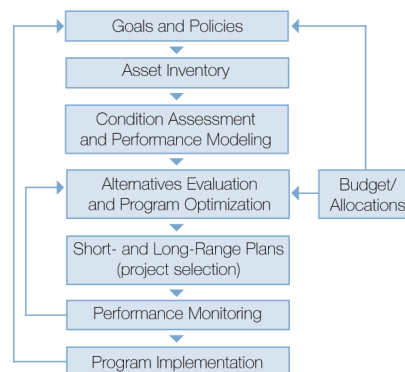 Goals and Policies
Asset Inventory
Condition Assessment
and Performance Modeling
Alternatives Evaluation
and Program Optimization
Budget/
Allocations
Short- and Long-Range Plans
(project selection)
Performance Monitoring
Program Implementation